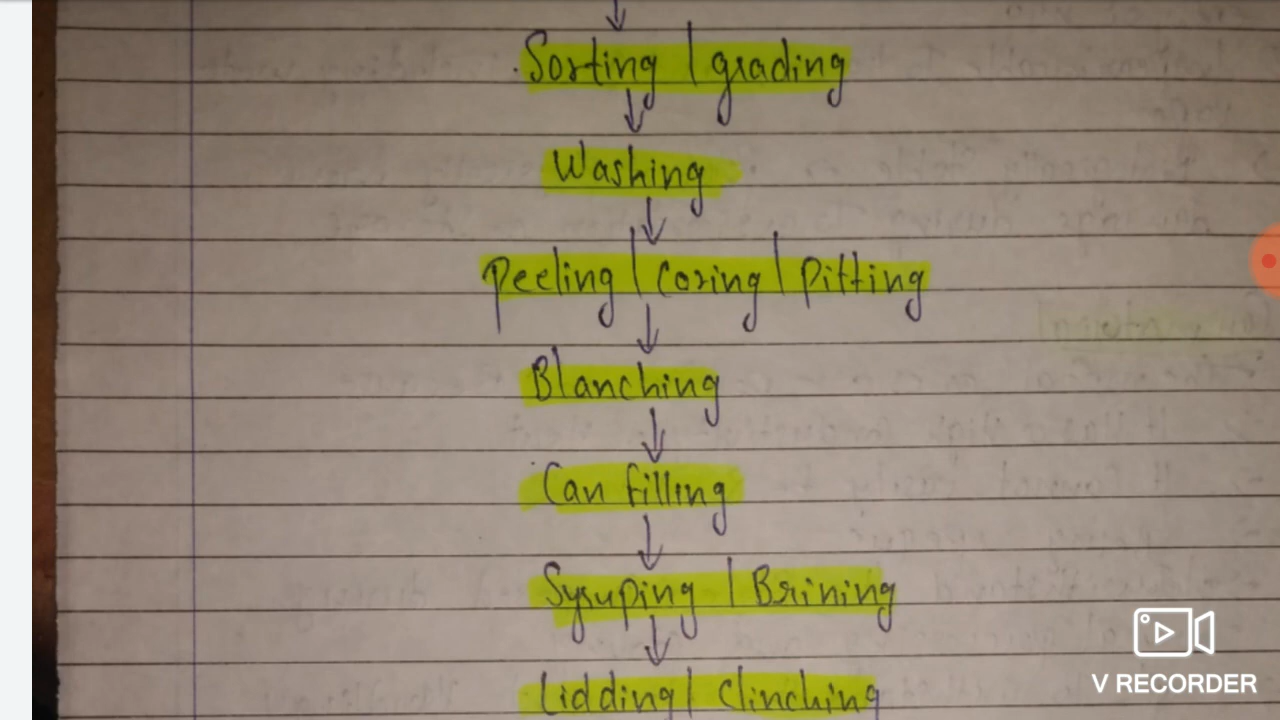 Sorting | grading
Washing
Peeling | Coring | Pitting
Blanching
Can filling
Syruping | Brining
Lidding | Clinching
V RECORDER